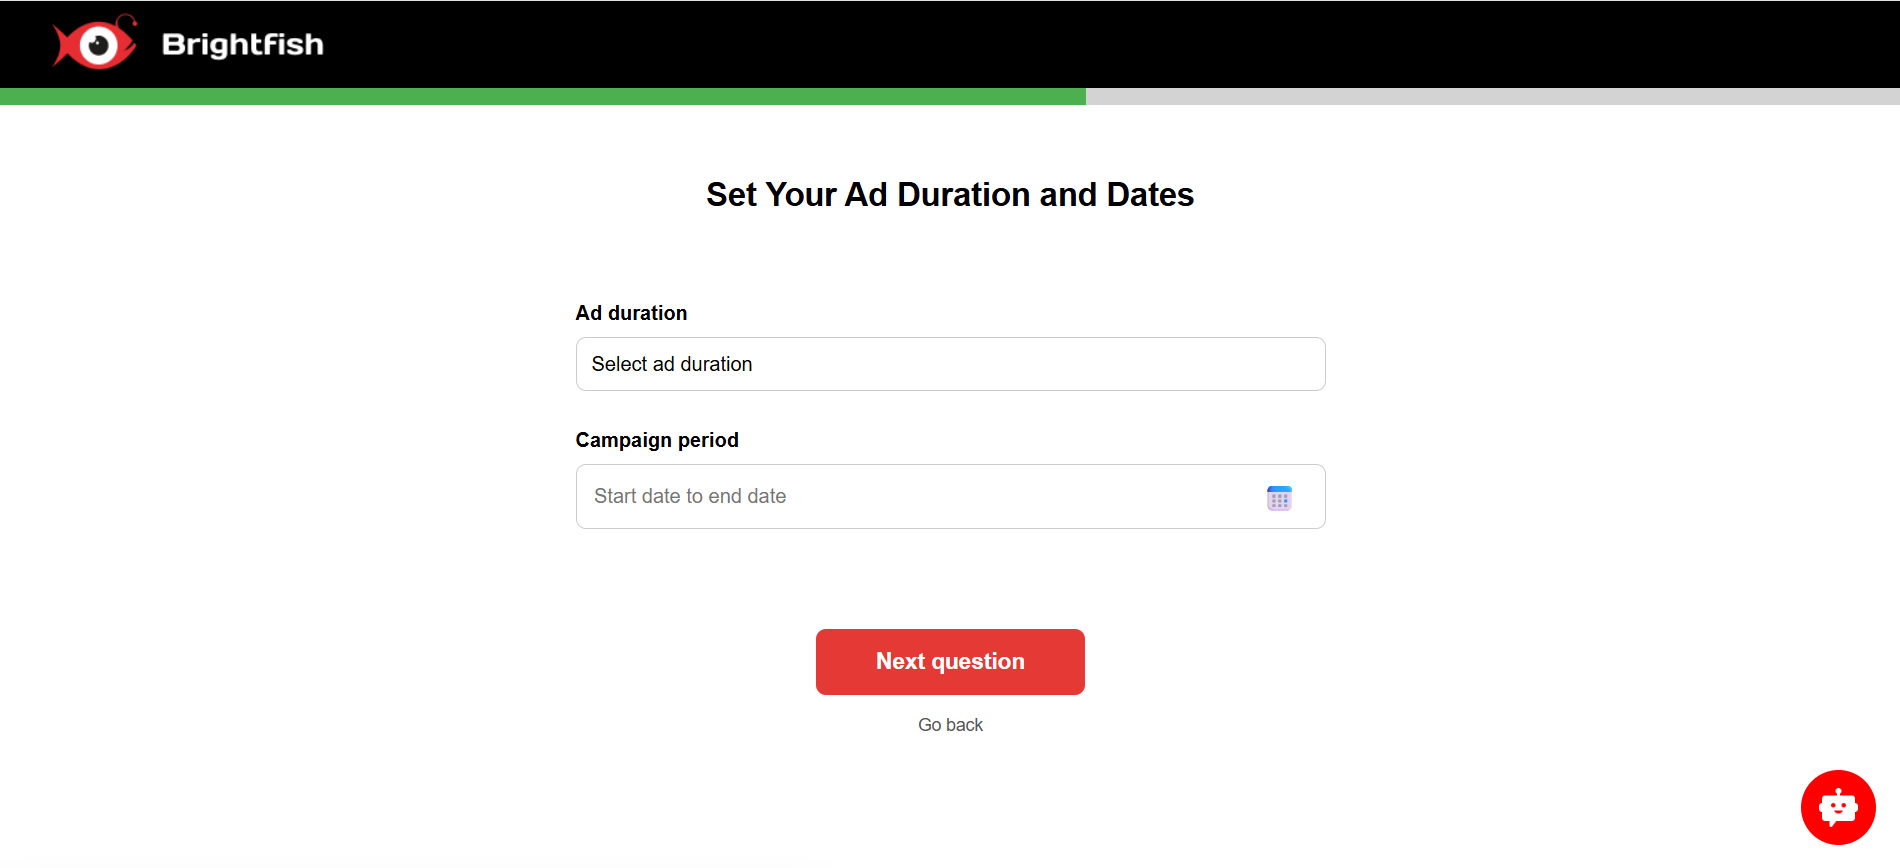 Brightfish
Set Your Ad Duration and Dates
Ad duration
Select ad duration
Campaign period
Start date to end date
Next question
Go back